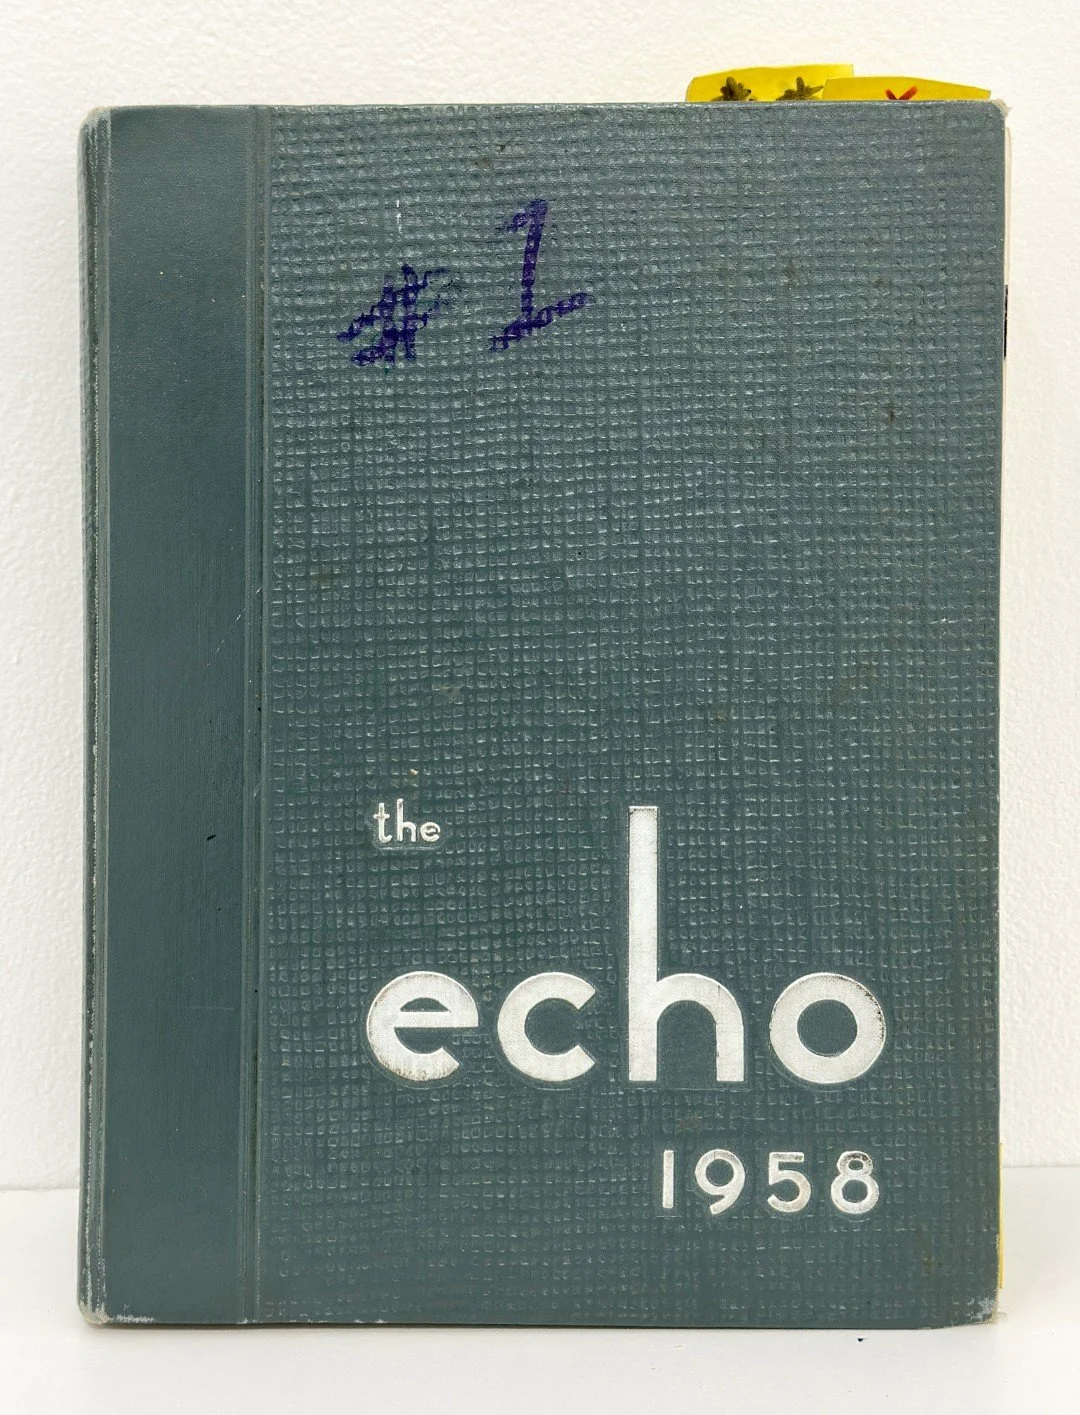 # 1
the
echo
1958